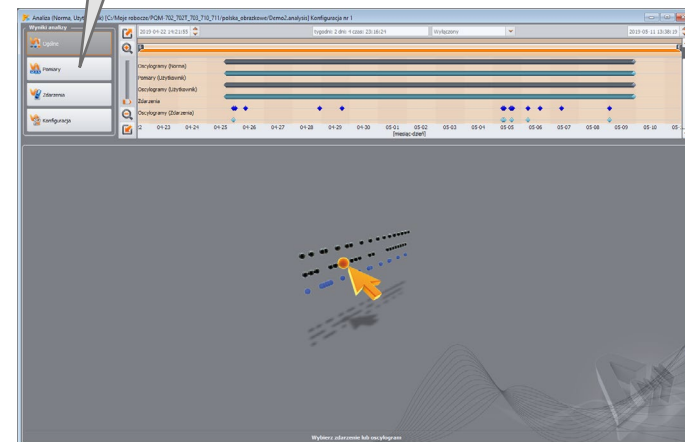 Analiza (Norma, Użytkownik) [C:/Moje robocze/PQM-702_702T_703_710_711/polska_obrazkowe/Demo2.analysis] Konfiguracja nr 1
Wyniki analizy
Ogólne
Pomiary
Zdarzenia
Konfiguracja
2019-04-22 14:21:55
tygodni: 2 dni: 4 czas: 23:16:24
Wyłączony
2019-05-11 13:38:19
Oscylogramy (Norma)
Pomiary (Użytkownik)
Oscylogramy (Użytkownik)
Zdarzenia
Oscylogramy (Zdarzenia)
04-23 04-24 04-25 04-26 04-27 04-28 04-29 04-30 05-01 05-02 05-03 05-04 05-05 05-06 05-07 05-08 05-09 05-10
[miesiąc-dzień]
Wybierz zdarzenie lub oscylogram